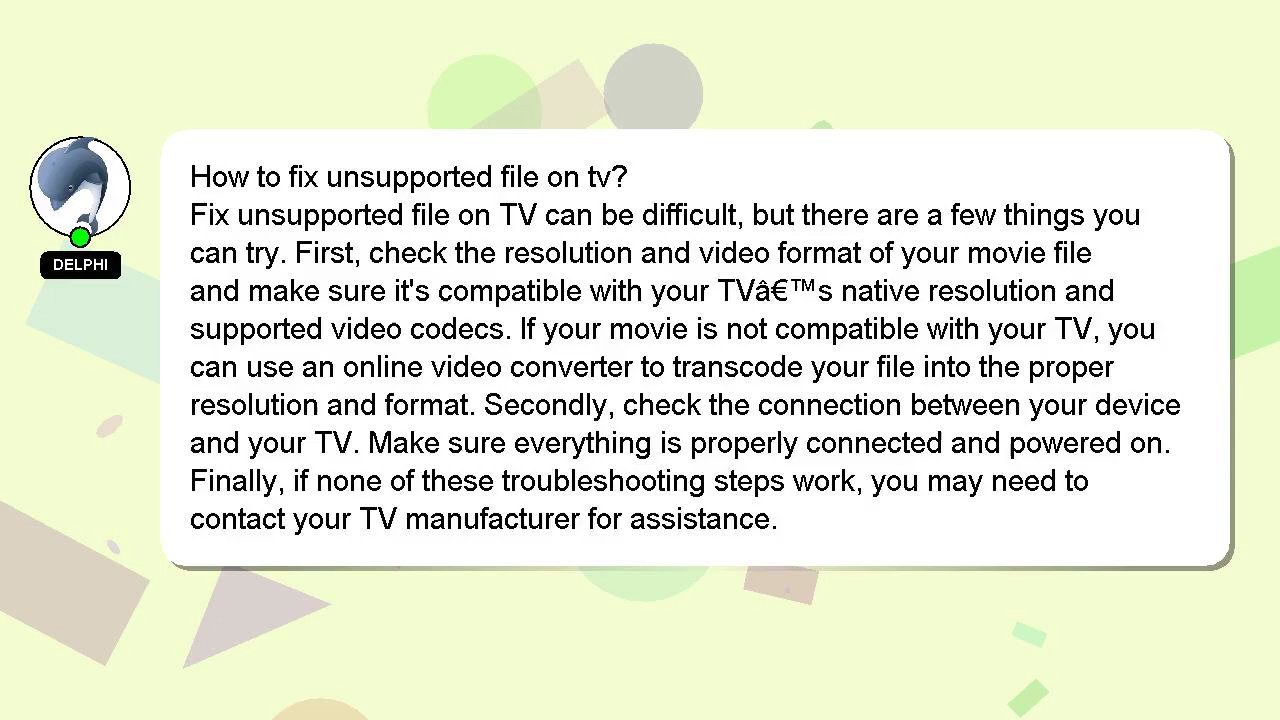 How to fix unsupported file on tv?
Fix unsupported file on TV can be difficult, but there are a few things you
can try. First, check the resolution and video format of your movie file
and make sure it's compatible with your TVâ€™s native resolution and
supported video codecs. If your movie is not compatible with your TV, you
can use an online video converter to transcode your file into the proper
resolution and format. Secondly, check the connection between your device
and your TV. Make sure everything is properly connected and powered on.
Finally, if none of these troubleshooting steps work, you may need to
contact your TV manufacturer for assistance.
DELPHI